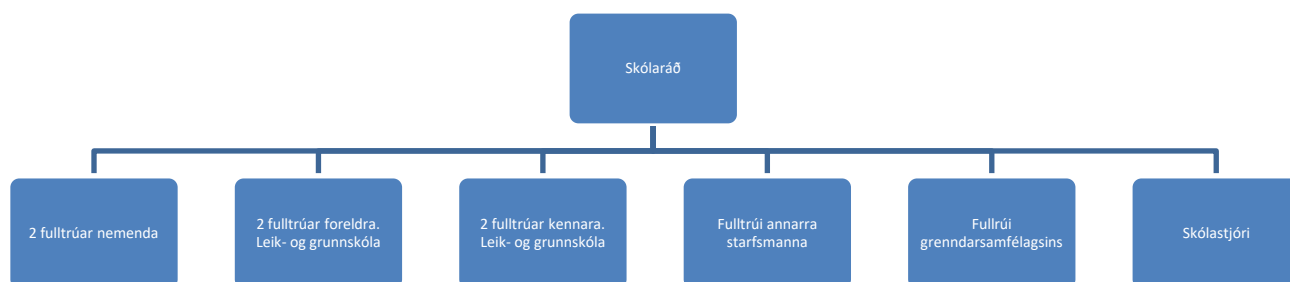 Skólaráð
2 fulltrúar nemenda
2 fulltrúar foreldra.
Leik- og grunnskóla
2 fulltrúar kennara.
Leik- og grunnskóla
Fulltrúi annarra
starfsmanna
Fullrúi
grenndarsamfélagsins
Skólastjóri